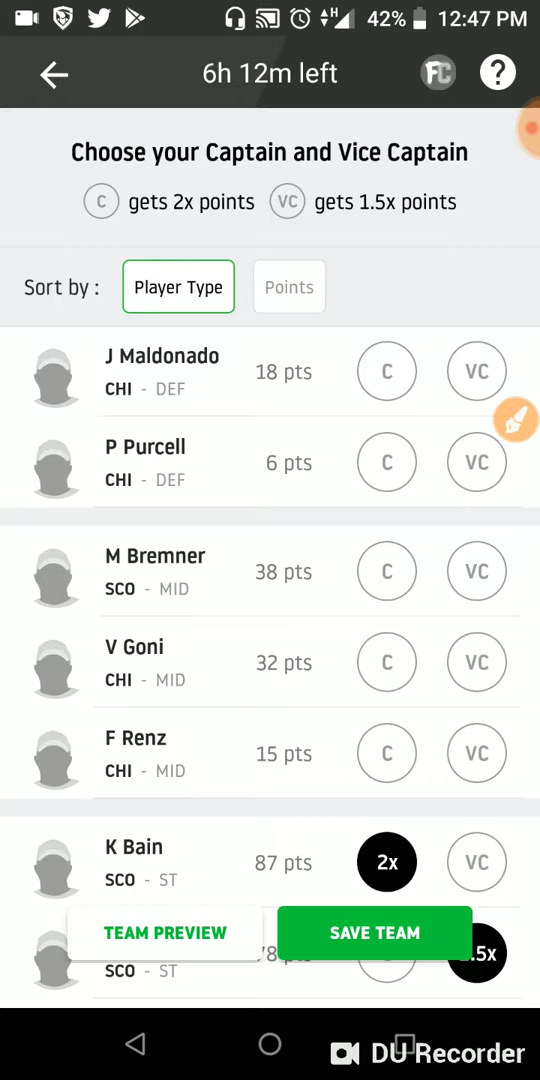 42% 12:47 PM
6h 12m left
FC ?
Choose your Captain and Vice Captain
C gets 2x points VC gets 1.5x points
Sort by : Player Type Points
J Maldonado
18 pts C VC
CHI - DEF
P Purcell
6 pts C VC
CHI - DEF
M Bremner
38 pts C VC
SCO - MID
V Goni
32 pts C VC
CHI - MID
F Renz
15 pts C VC
CHI - MID
K Bain
87 pts 2x VC
SCO - ST
TEAM PREVIEW SAVE TEAM
SCO - ST
DU Recorder